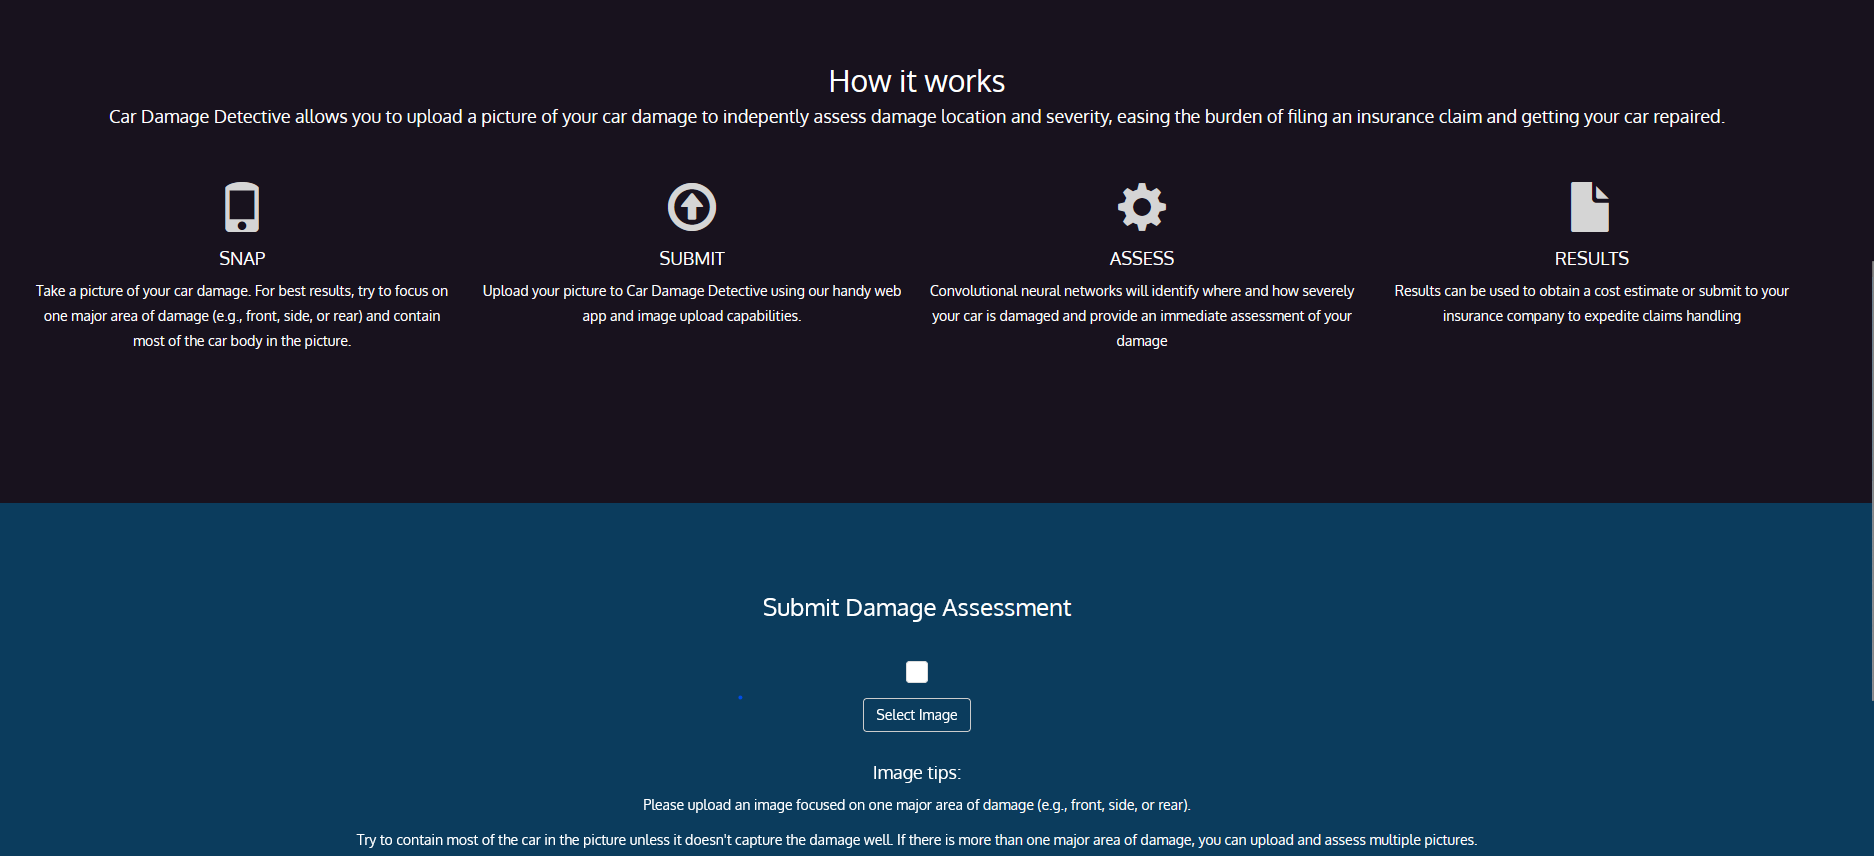 How it works
Car Damage Detective allows you to upload a picture of your car damage to indepently assess damage location and severity, easing the burden of filing an insurance claim and getting your car repaired.
SNAP
Take a picture of your car damage. For best results, try to focus on
one major area of damage (e.g., front, side, or rear) and contain
most of the car body in the picture.
SUBMIT
Upload your picture to Car Damage Detective using our handy web
app and image upload capabilities.
ASSESS
Convolutional neural networks will identify where and how severely
your car is damaged and provide an immediate assessment of your
damage
RESULTS
Results can be used to obtain a cost estimate or submit to your
insurance company to expedite claims handling
Submit Damage Assessment
Select Image
Image tips:
Please upload an image focused on one major area of damage (e.g., front, side, or rear).
Try to contain most of the car in the picture unless it doesn't capture the damage well. If there is more than one major area of damage, you can upload and assess multiple pictures.